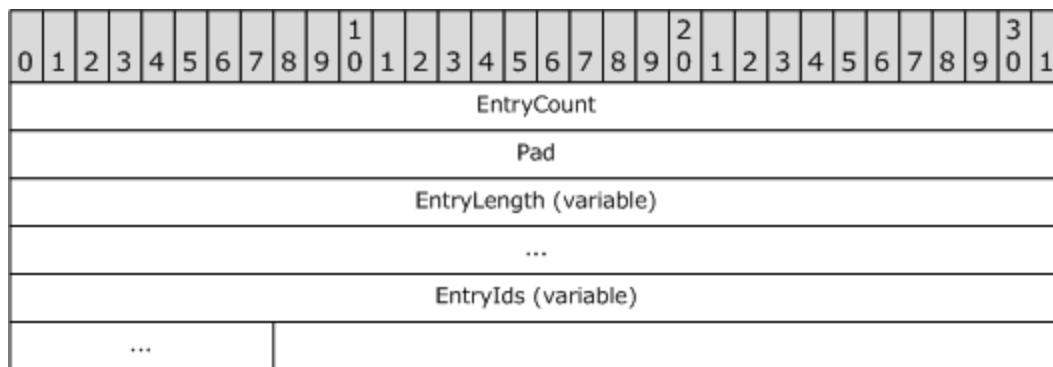 1 2 3
0 1 2 3 4 5 6 7 8 9 0 1 2 3 4 5 6 7 8 9 0 1 2 3 4 5 6 7 8 9 0 1
EntryCount
Pad
EntryLength (variable)
...
EntryIds (variable)
...